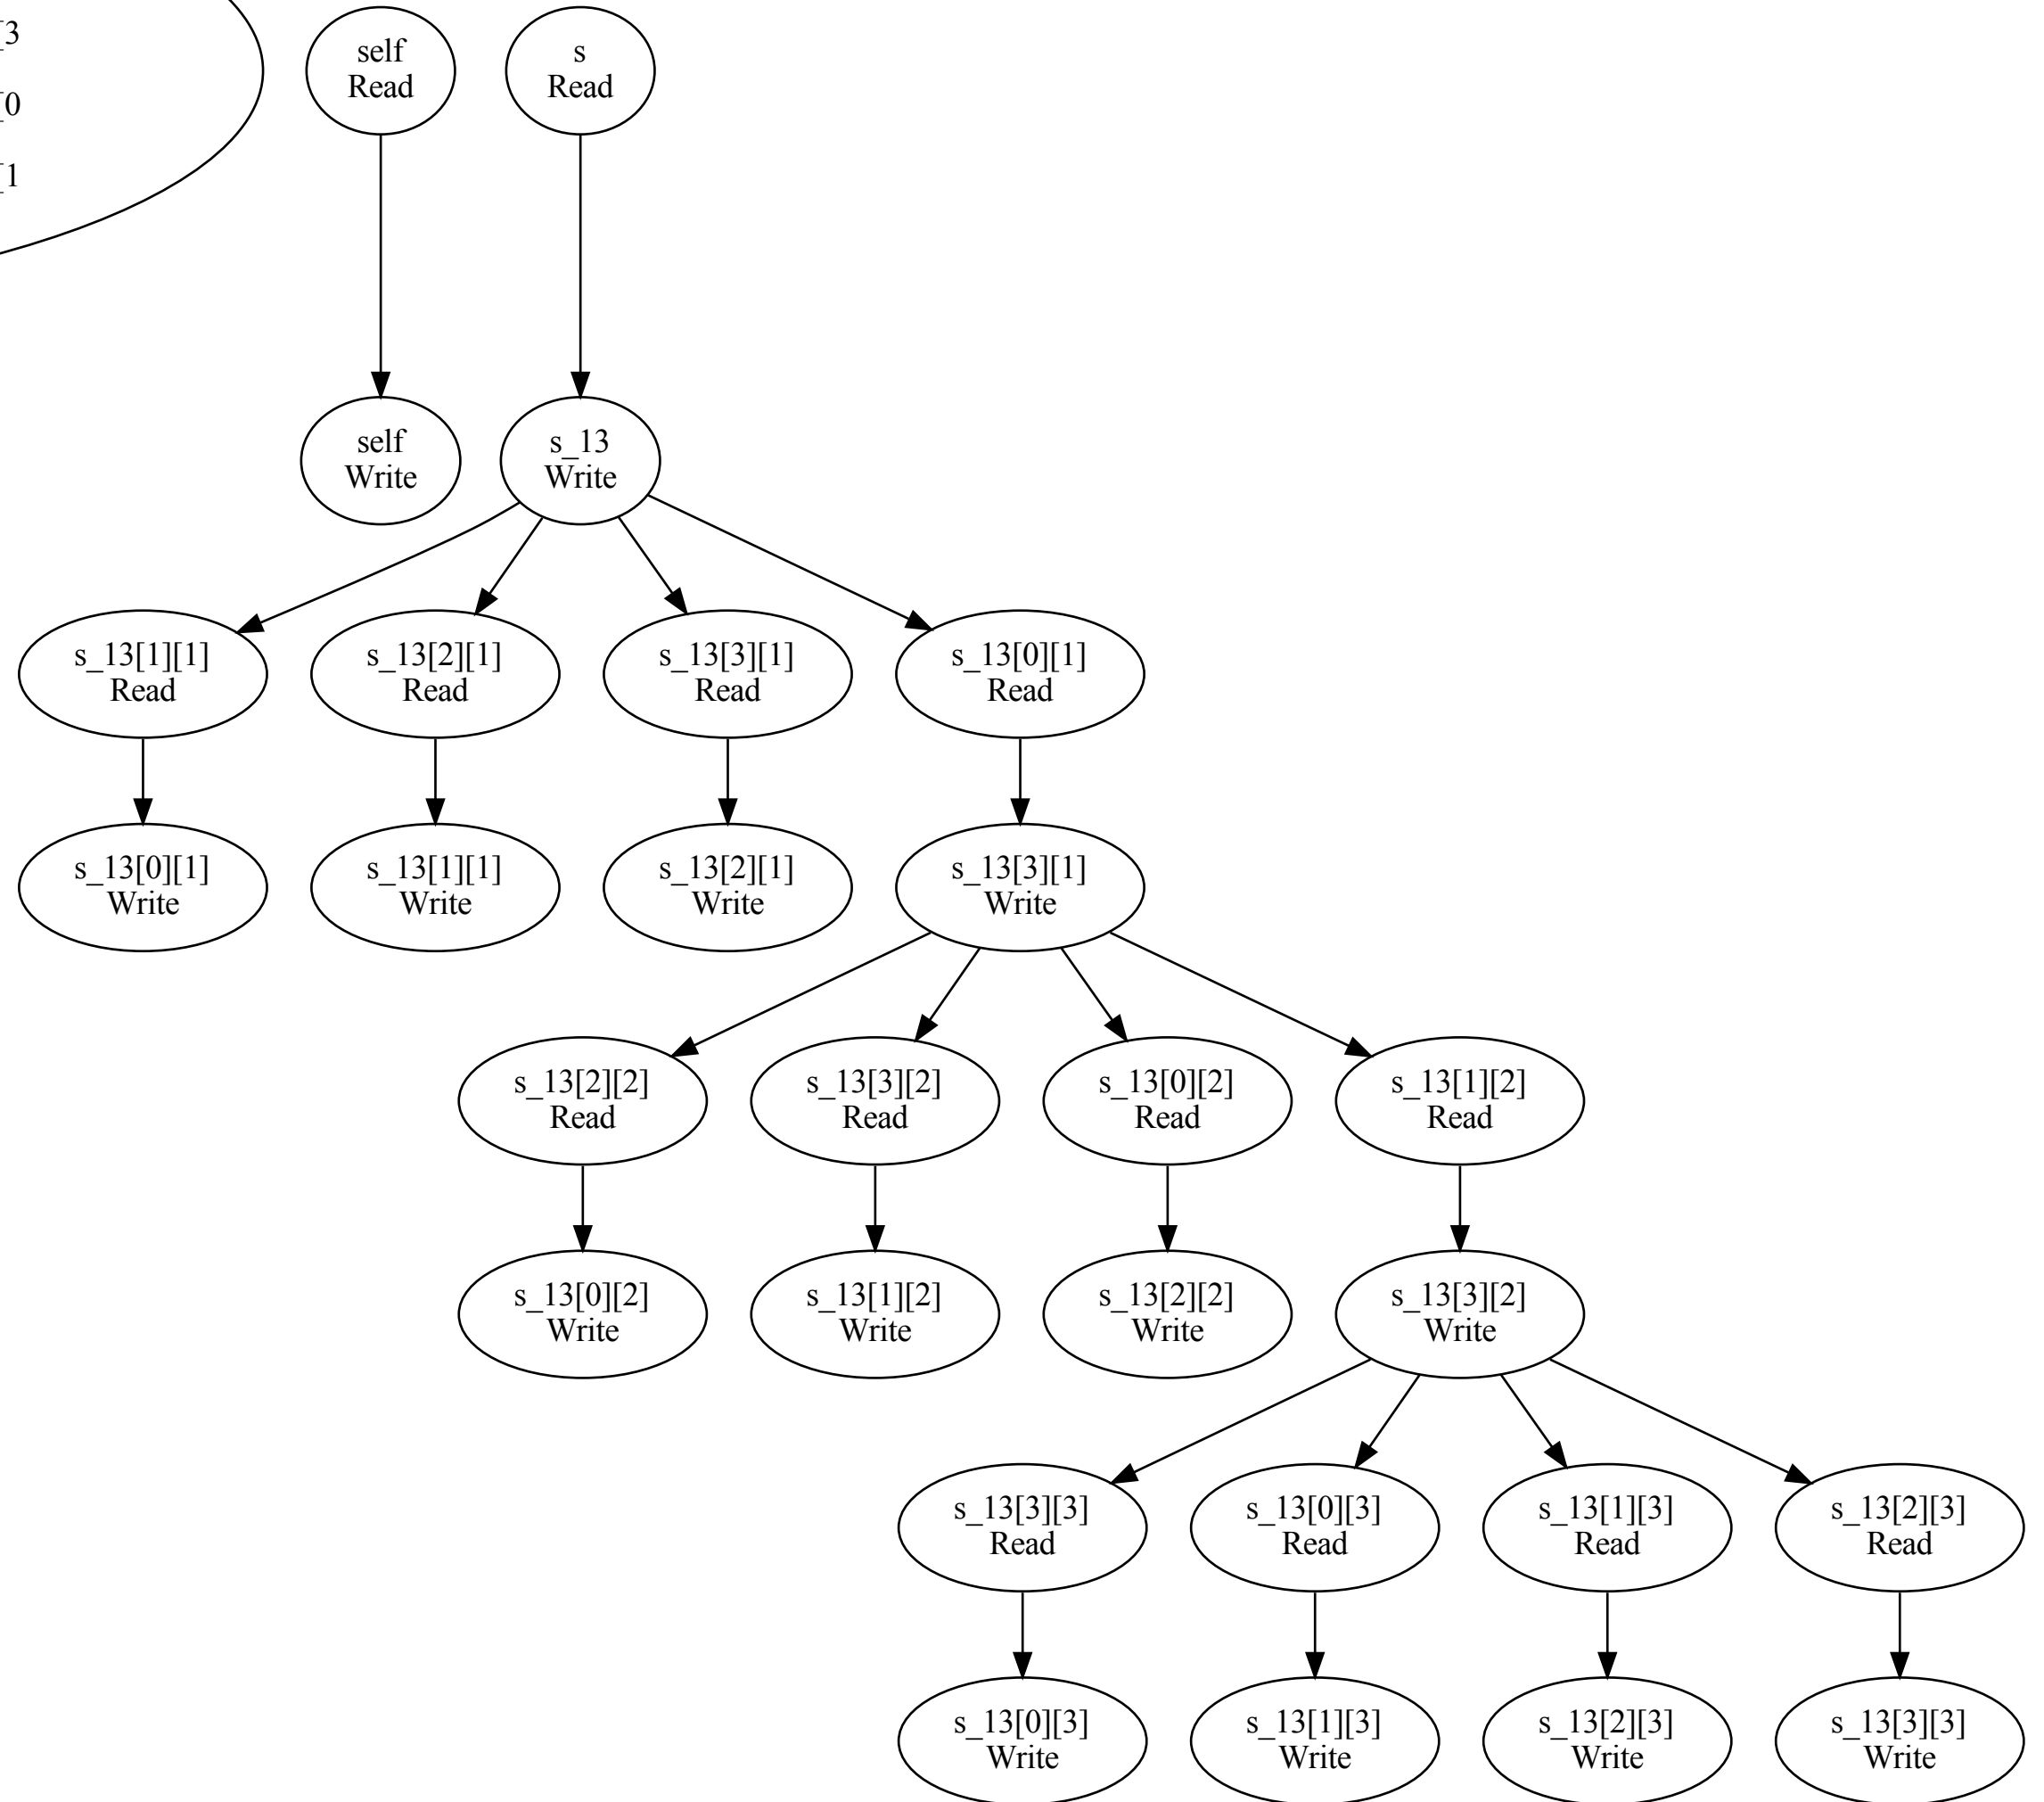 _3
_0
_1
self
Read
s
Read
self
Write
s_13
Write
s_13[1][1]
Read
s_13[2][1]
Read
s_13[3][1]
Read
s_13[0][1]
Read
s_13[0][1]
Write
s_13[1][1]
Write
s_13[2][1]
Write
s_13[3][1]
Write
s_13[2][2]
Read
s_13[3][2]
Read
s_13[0][2]
Read
s_13[1][2]
Read
s_13[0][2]
Write
s_13[1][2]
Write
s_13[2][2]
Write
s_13[3][2]
Write
s_13[3][3]
Read
s_13[0][3]
Read
s_13[1][3]
Read
s_13[2][3]
Read
s_13[0][3]
Write
s_13[1][3]
Write
s_13[2][3]
Write
s_13[3][3]
Write